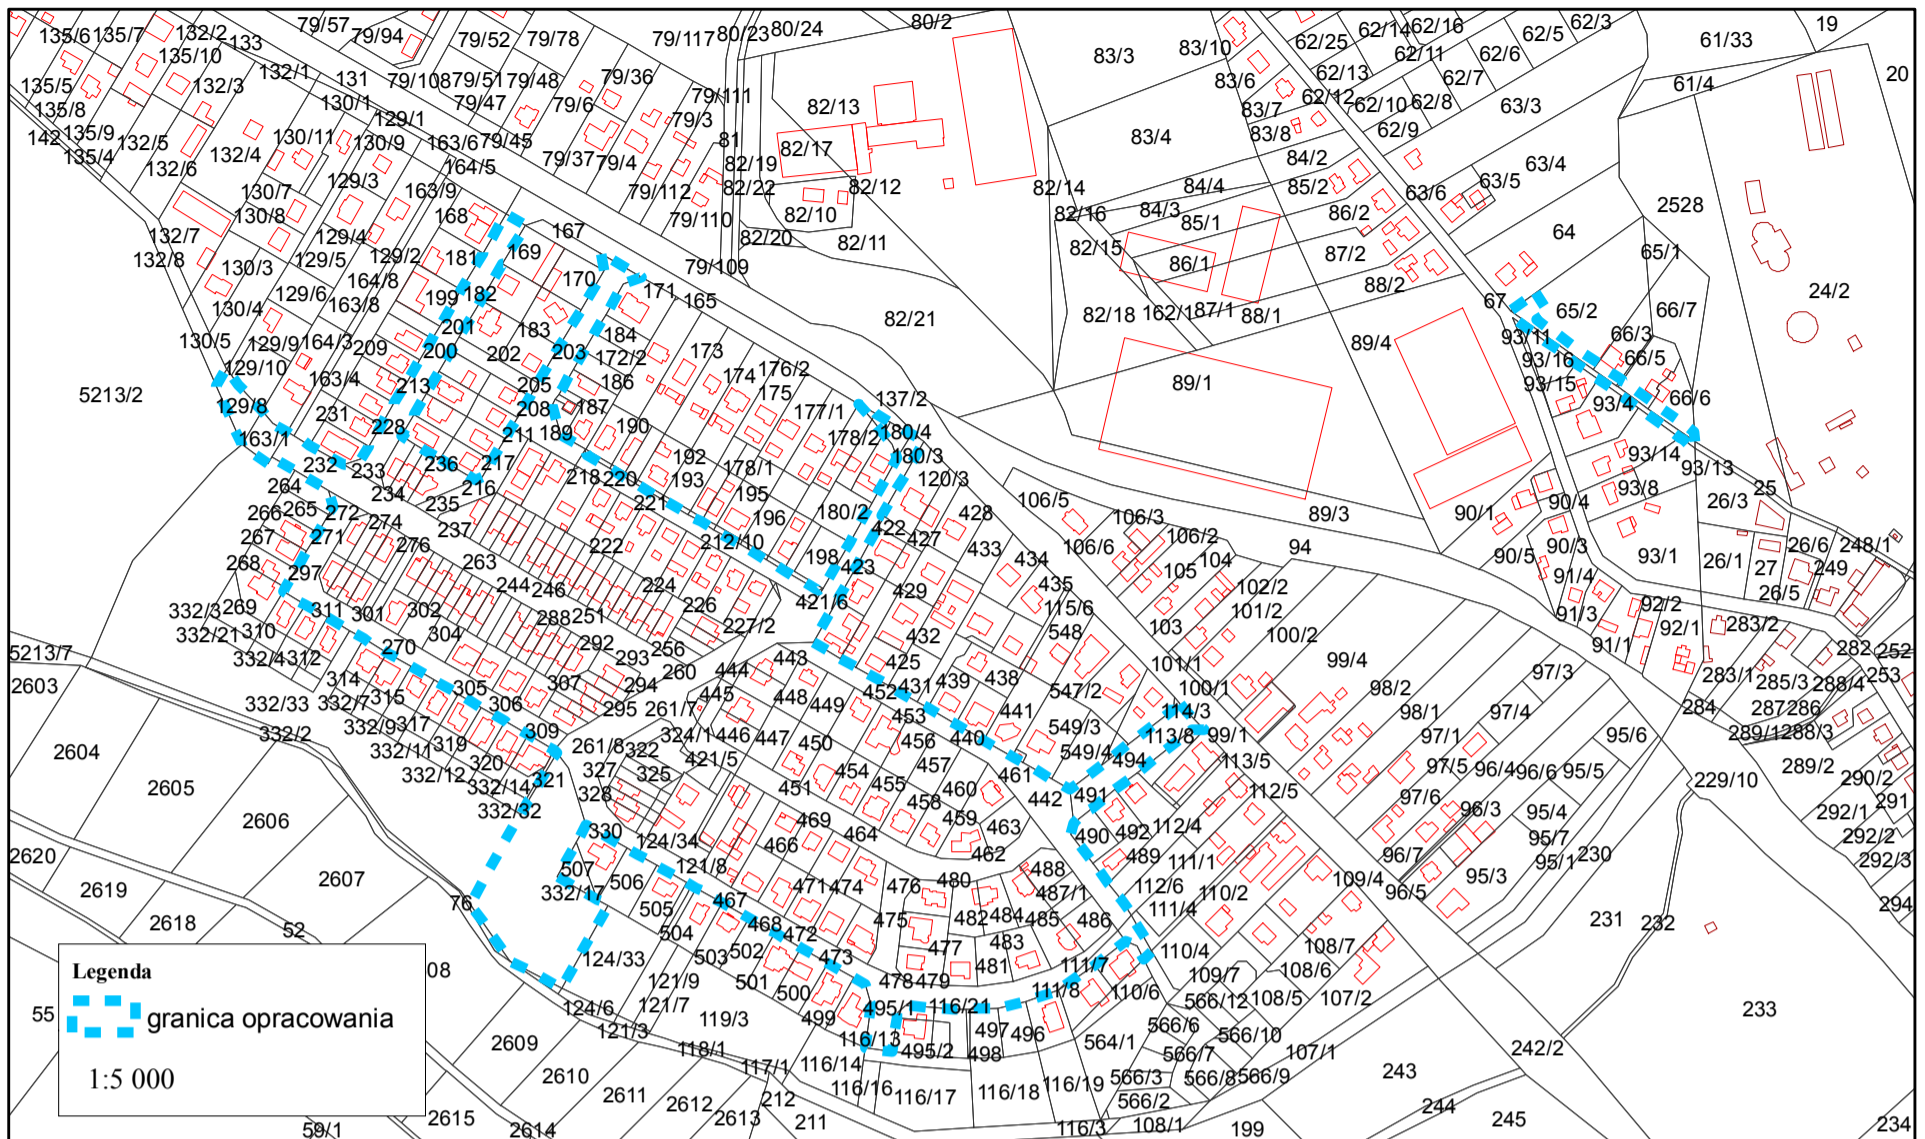 135/6 135/7 132/2 133 79/57 79/94 79/52 79/78 79/117 80/23 80/24 80/2 83/3 83/10 62/25 62/14 62/16 62/11 62/5 62/3 61/33 19
135/10 132/3 132/1 131 79/108 79/51 79/48 79/36 83/6 62/13 62/6 62/7 61/4 20
135/5 135/8 130/1 129/1 79/47 79/6 79/111 79/3 82/13 83/7 62/12 62/10 62/8 63/3
142 135/9 135/4 132/5 132/6 132/4 130/11 130/9 163/6 79/45 164/5 79/37 79/4 81 82/17 82/19 83/4 83/8 62/9 84/2 63/4
130/7 129/3 163/9 79/112 82/22 82/12 82/14 84/4 85/2 63/6 63/5 2528
132/7 130/8 129/4 168 167 79/110 82/10 82/16 84/3 85/1 86/2 64
132/8 130/3 129/5 129/2 181 169 82/20 82/11 82/15 86/1 87/2 65/1
130/4 129/6 164/8 163/8 199 182 170 171 165 79/109 82/21 82/18 162/1 87/1 88/1 88/2 67 65/2 66/7 24/2
130/5 129/9 164/3 209 201 200 183 184 202 203 172/2 173 89/4 93/11 66/3 66/5 93/16
5213/2 129/10 163/4 213 205 186 174 176/2 175 89/1 93/15 93/4 66/6
129/8 231 228 208 187 190 177/1 137/2 180/4
163/1 232 233 236 211 189 192 178/2 180/3 93/14 93/13
264 234 217 216 218 220 193 178/1 195 120/3 106/5 90/4 93/8 26/3 25
266 265 272 235 221 196 180/2 428 106/3 89/3 90/1
267 271 274 237 222 212/10 422 427 433 106/6 106/2 94 90/5 90/3 93/1 26/1 26/6 248/1
268 297 276 263 198 423 434 104 105 91/4 27 249
332/3 269 311 301 302 244 246 224 421/6 429 435 102/2 91/3 92/2 26/5
332/21 310 304 288 251 226 227/2 432 115/6 101/2 103 100/2 91/1 92/1 283/2
5213/7 332/4 312 270 292 256 443 425 548 99/4 97/3 282 252
2603 314 315 305 293 260 444 448 431 439 438 101/1 98/2 283/1 285/3 288/4 253
332/33 332/7 306 307 294 445 449 452 547/2 100/1 98/1 97/4 284 287 286
332/9 317 309 295 261/7 453 441 114/3 289/1 288/3
332/2 319 324/1 446 447 450 456 440 549/3 113/8 99/1 97/1 95/6
2604 332/11 320 261/8 322 421/5 549/4 494 113/5 289/2
332/12 332/14 321 327 325 454 457 461 97/5 96/4 96/6 95/5 229/10 290/2
2605 332/32 328 451 455 460 442 491 112/5 97/6 96/3 95/4 292/1 291
2606 330 124/34 469 464 458 459 463 490 492 112/4 95/7 292/2
2620 2619 2607 507 121/8 466 462 489 111/1 96/7 95/1 230 292/3
332/17 506 471 474 476 480 488 487/1 112/6 110/2 109/4 96/5 95/3
2618 52 76 505 467 468 475 482 484 485 486 111/4 231 232 294
504 503 502 472 473 477 483 110/4 108/7
124/33 121/9 501 500 478 479 481 111/7 111/8 109/7 108/6
55 08 124/6 121/7 499 495/1 116/21 110/6 566/12 108/5 107/2 233
2609 121/3 119/3 116/13 495/2 497 496 498 564/1 566/6 566/10 242/2
118/1 117/1 116/14 566/7 107/1
2610 2611 2612 212 116/16 116/17 116/18 116/19 566/3 566/8 566/9 243
59/1 2615 2614 2613 211 116/3 566/2 108/1 199 244 245 234
Legenda
granica opracowania
1:5 000